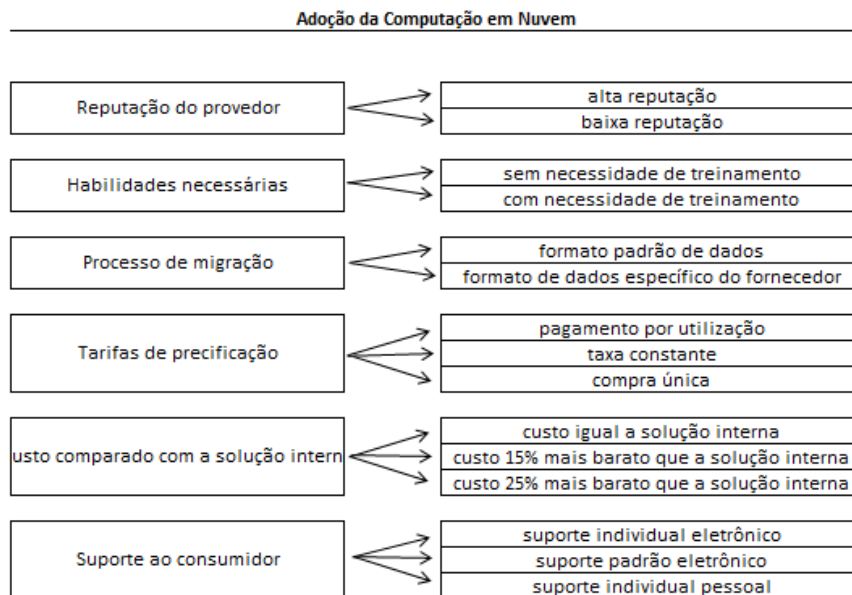 Adoção da Computação em Nuvem
Reputação do provedor
alta reputação
baixa reputação
Habilidades necessárias
sem necessidade de treinamento
com necessidade de treinamento
Processo de migração
formato padrão de dados
formato de dados específico do fornecedor
Tarifas de precificação
pagamento por utilização
taxa constante
compra única
usto comparado com a solução intern
custo igual a solução interna
custo 15% mais barato que a solução interna
custo 25% mais barato que a solução interna
Suporte ao consumidor
suporte individual eletrônico
suporte padrão eletrônico
suporte individual pessoal